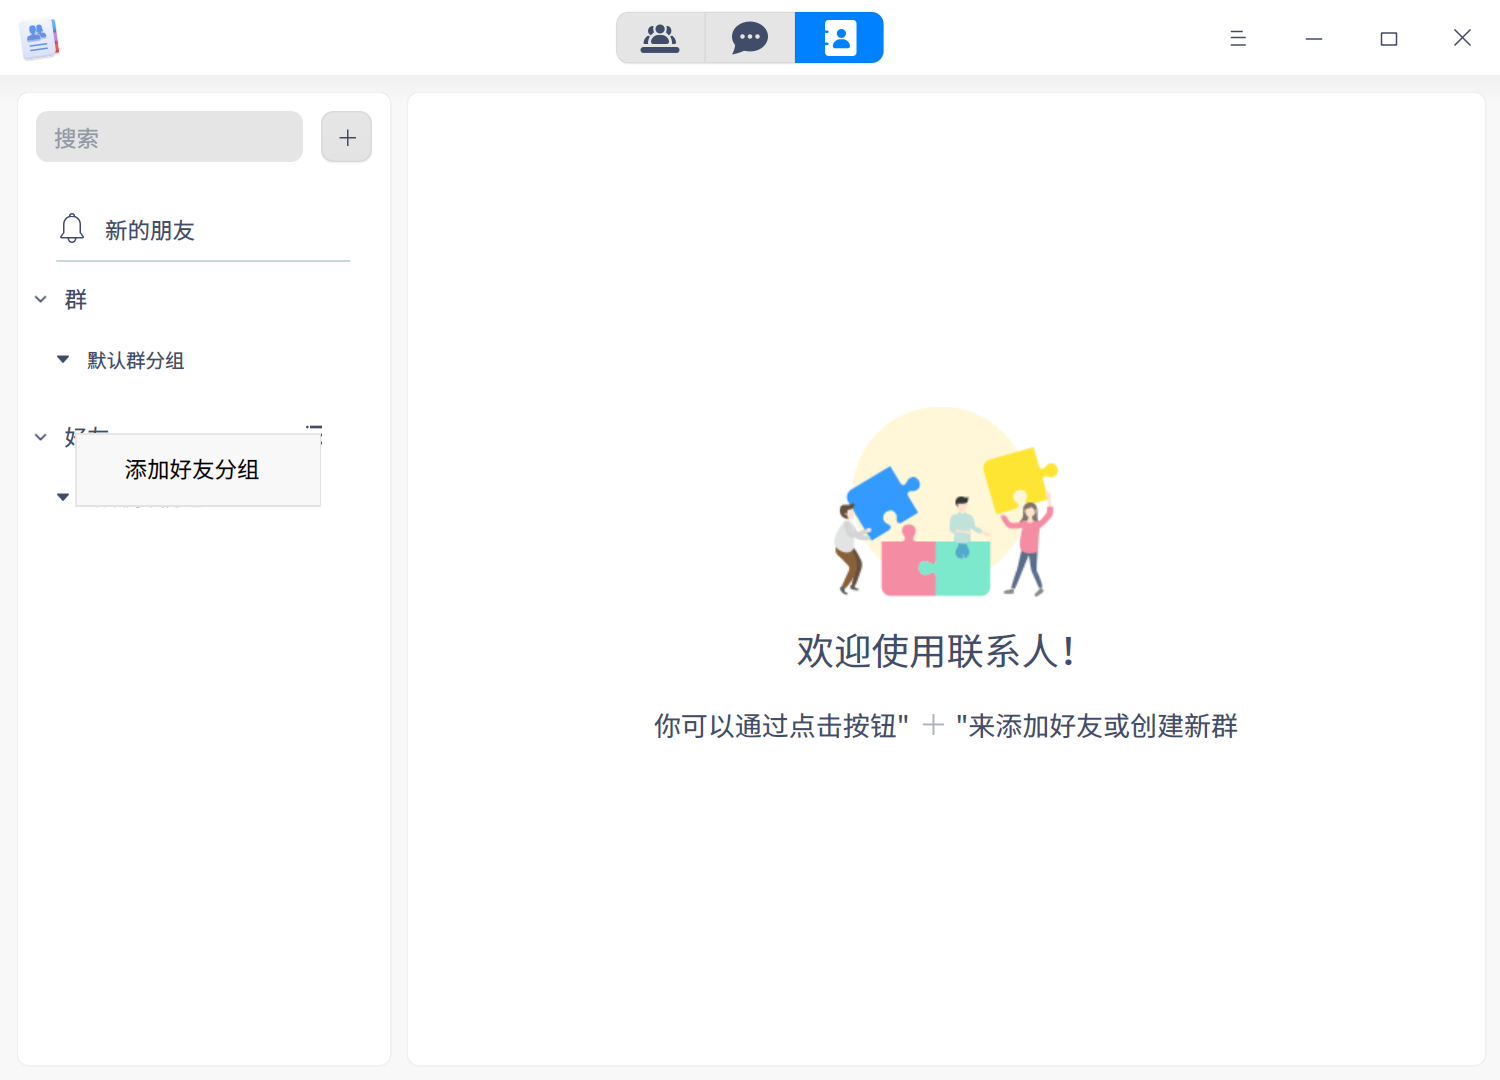 搜索
新的朋友
群
默认群分组
添加好友分组
欢迎使用联系人！
你可以通过点击按钮" + "来添加好友或创建新群